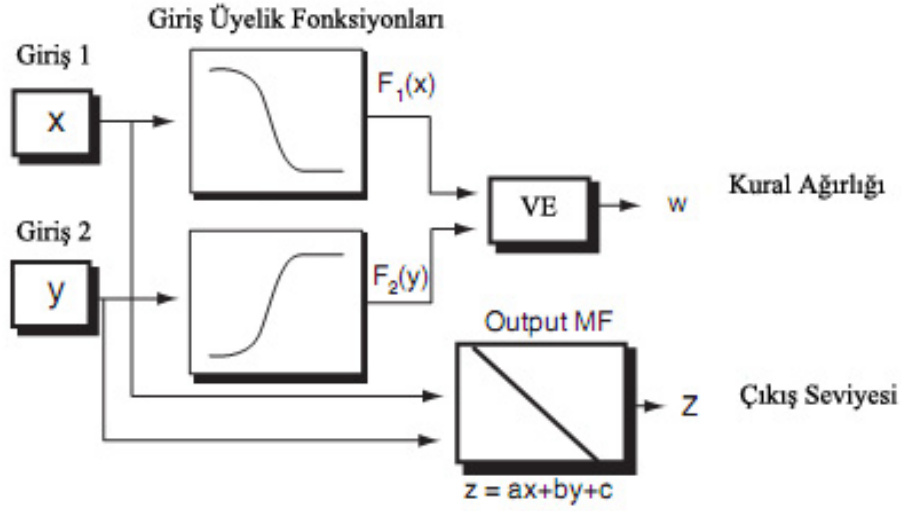 Giriş Üyelik Fonksiyonları
Giriş 1
x
F1(x)
VE
w
Kural Ağırlığı
Giriş 2
y
F2(y)
Output MF
z
Çıkış Seviyesi
z = ax+by+c